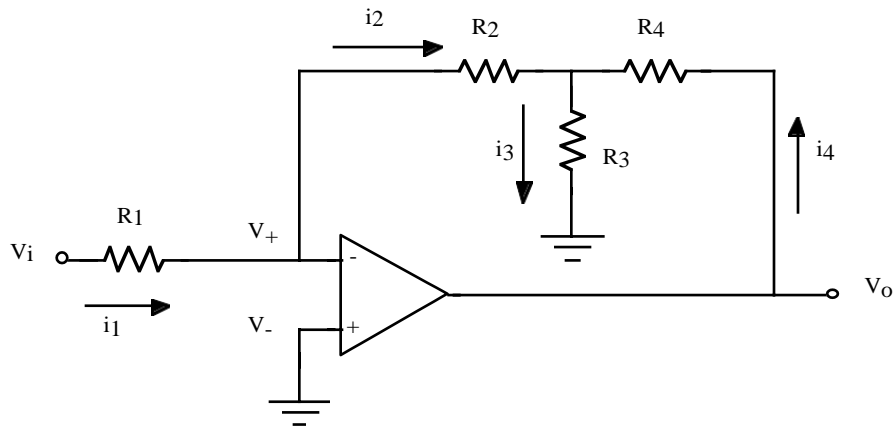 i2
R2
R4
i3
R3
i4
R1
V+
Vi
-
i1
V-
+
Vo